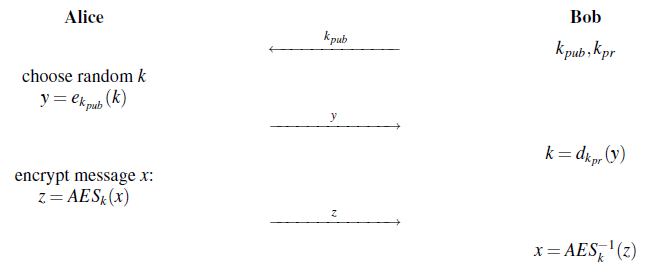 Alice Bob
k_pub
k_pub, k_pr
choose random k
y = e_{k_pub}(k)
y
k = d_{k_pr}(y)
encrypt message x:
z = AES_k(x)
z
x = AES_k^{-1}(z)